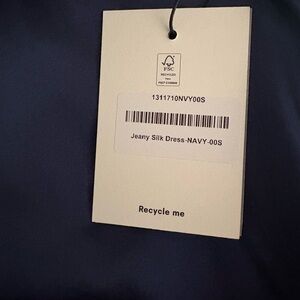 FSC
1311710NVY00S
Jeany Silk Dress-NAVY-00S
Recycle me